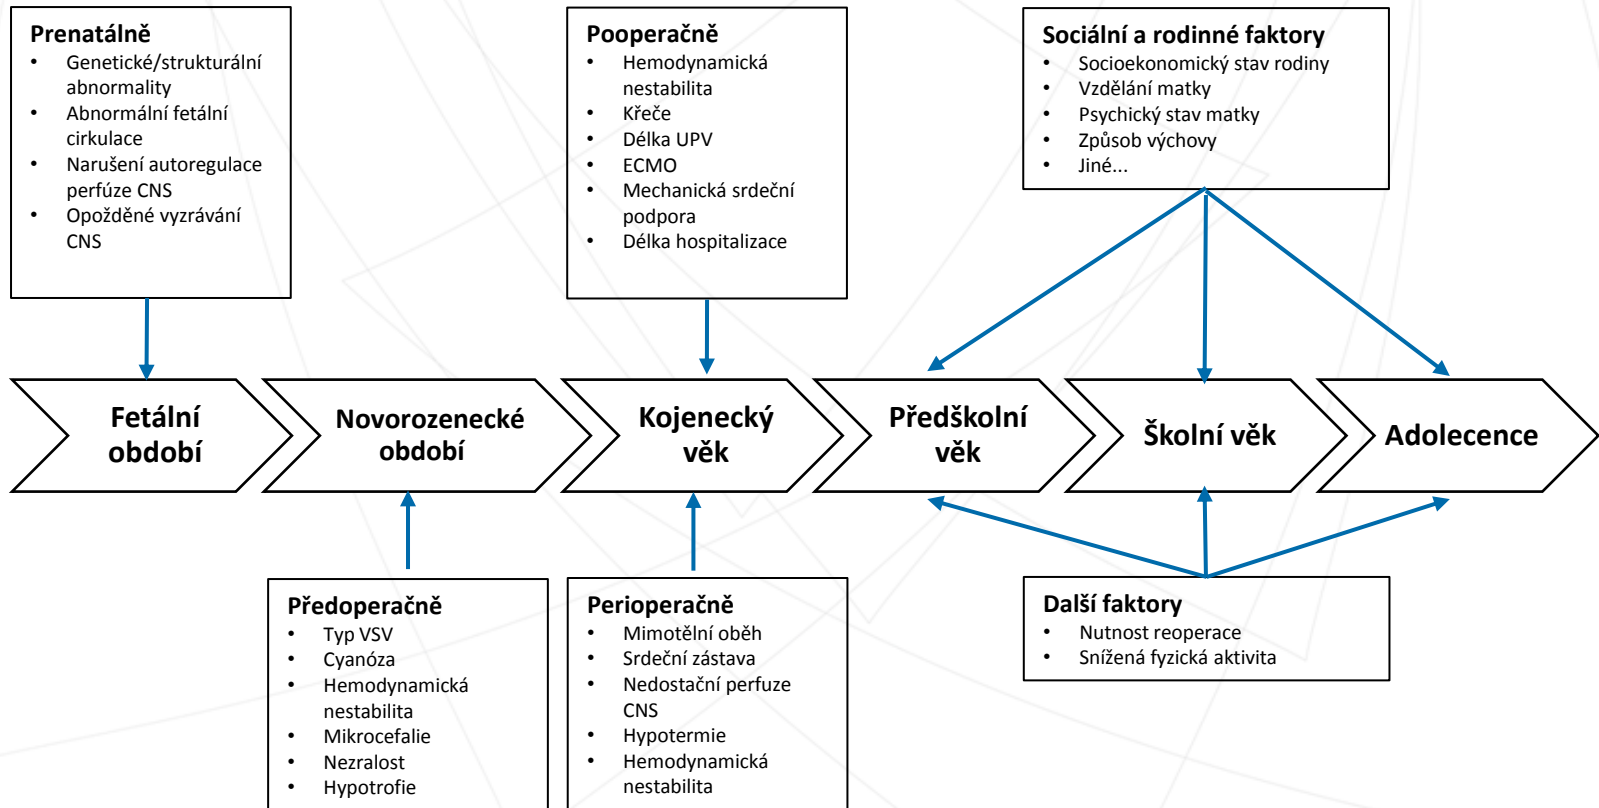 Prenatálně
• Genetické/strukturální
abnormality
• Abnormální fetální
cirkulace
• Narušení autoregulace
perfúze CNS
• Opožděné vyzrávání
CNS
Pooperačně
• Hemodynamická
nestabilita
• Křeče
• Délka UPV
• ECMO
• Mechanická srdeční
podpora
• Délka hospitalizace
Sociální a rodinné faktory
• Socioekonomický stav rodiny
• Vzdělání matky
• Psychický stav matky
• Způsob výchovy
• Jiné...
Fetální
období
Novorozenecké
období
Kojenecký
věk
Předškolní
věk
Školní věk
Adolecence
Předoperačně
• Typ VSV
• Cyanóza
• Hemodynamická
nestabilita
• Mikrocefalie
• Nezralost
• Hypotrofie
Perioperačně
• Mimotělní oběh
• Srdeční zástava
• Nedostační perfuze
CNS
• Hypotermie
• Hemodynamická
nestabilita
Další faktory
• Nutnost reoperace
• Snížená fyzická aktivita